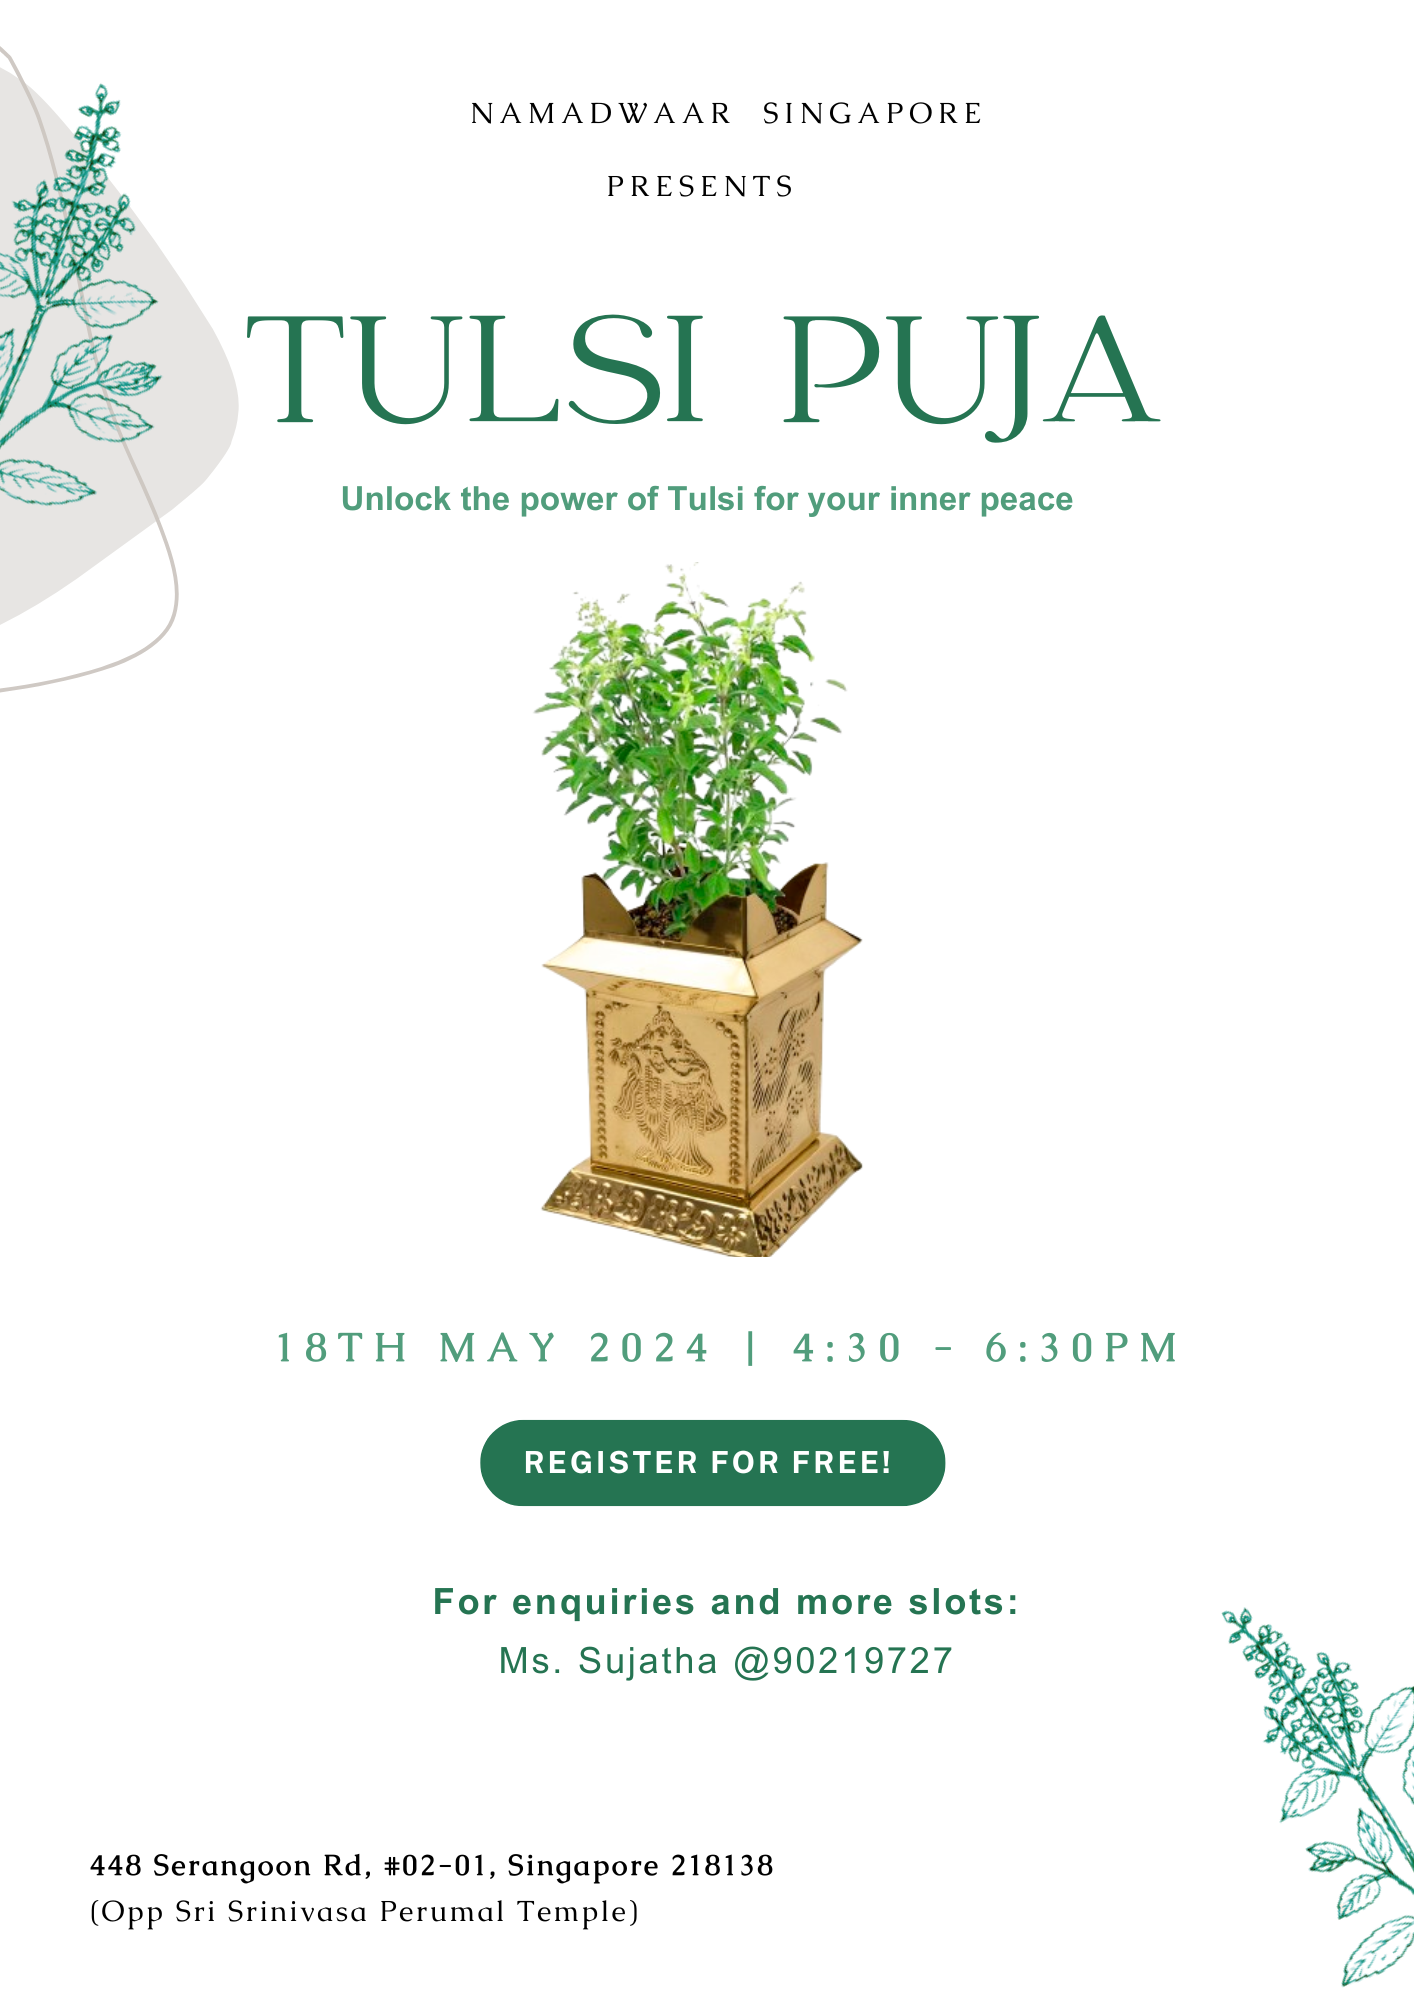 NAMADWAAR SINGAPORE
PRESENTS
TULSI PUJA
Unlock the power of Tulsi for your inner peace
18TH MAY 2024 | 4:30 - 6:30PM
REGISTER FOR FREE!
For enquiries and more slots:
Ms. Sujatha @90219727
448 Serangoon Rd, #02-01, Singapore 218138
(Opp Sri Srinivasa Perumal Temple)